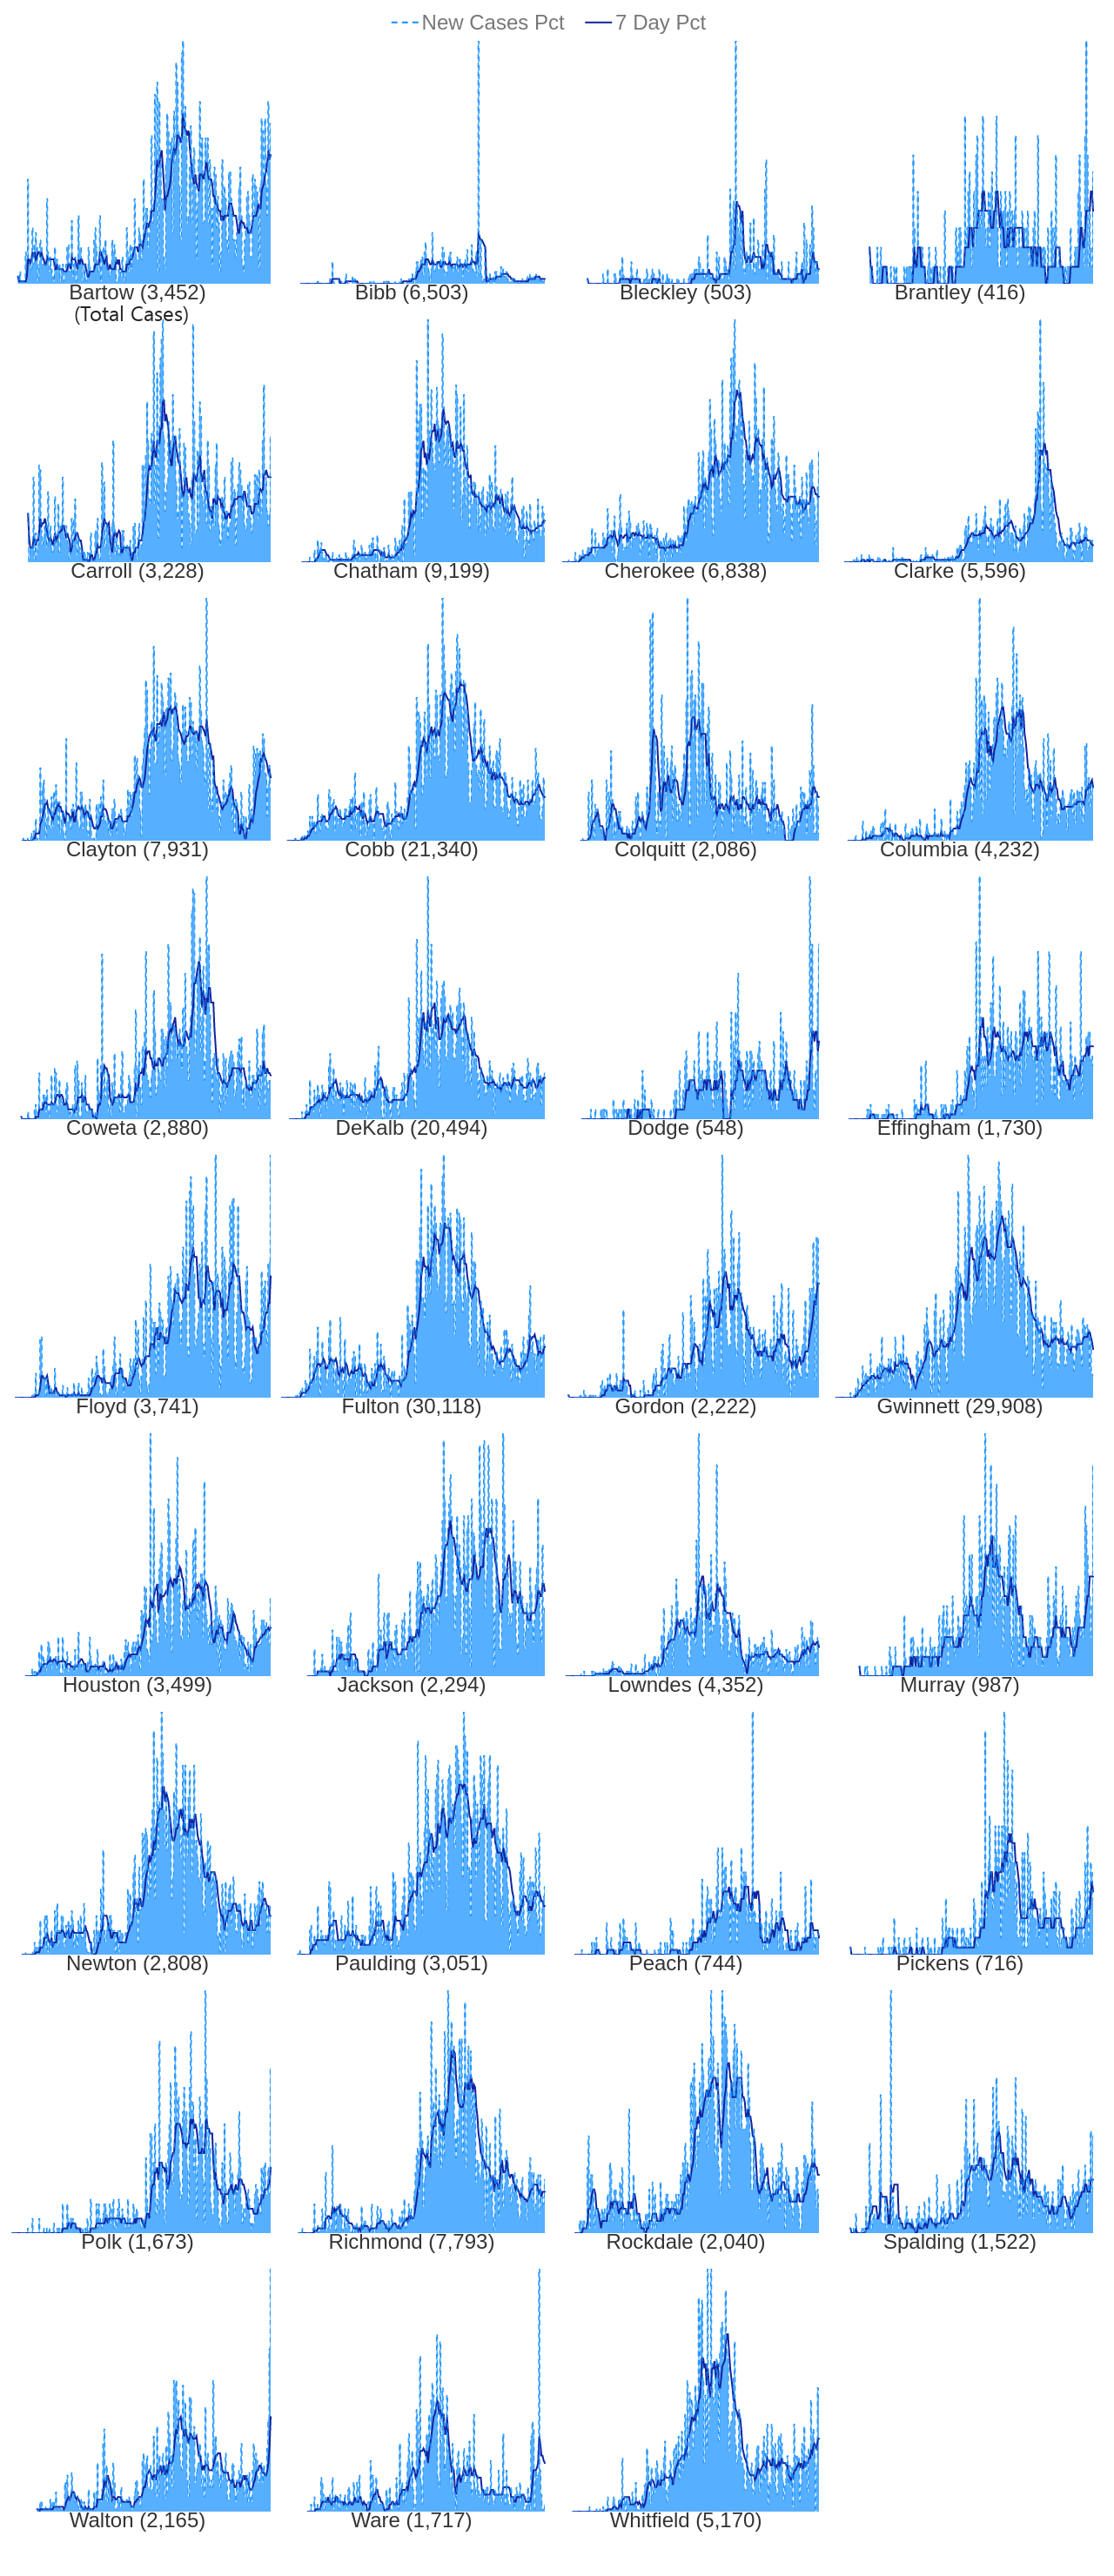 New Cases Pct 7 Day Pct
Bartow (3,452) Bibb (6,503) Bleckley (503) Brantley (416)
(Total Cases)
Carroll (3,228) Chatham (9,199) Cherokee (6,838) Clarke (5,596)
Clayton (7,931) Cobb (21,340) Colquitt (2,086) Columbia (4,232)
Coweta (2,880) DeKalb (20,494) Dodge (548) Effingham (1,730)
Floyd (3,741) Fulton (30,118) Gordon (2,222) Gwinnett (29,908)
Houston (3,499) Jackson (2,294) Lowndes (4,352) Murray (987)
Newton (2,808) Paulding (3,051) Peach (744) Pickens (716)
Polk (1,673) Richmond (7,793) Rockdale (2,040) Spalding (1,522)
Walton (2,165) Ware (1,717) Whitfield (5,170)